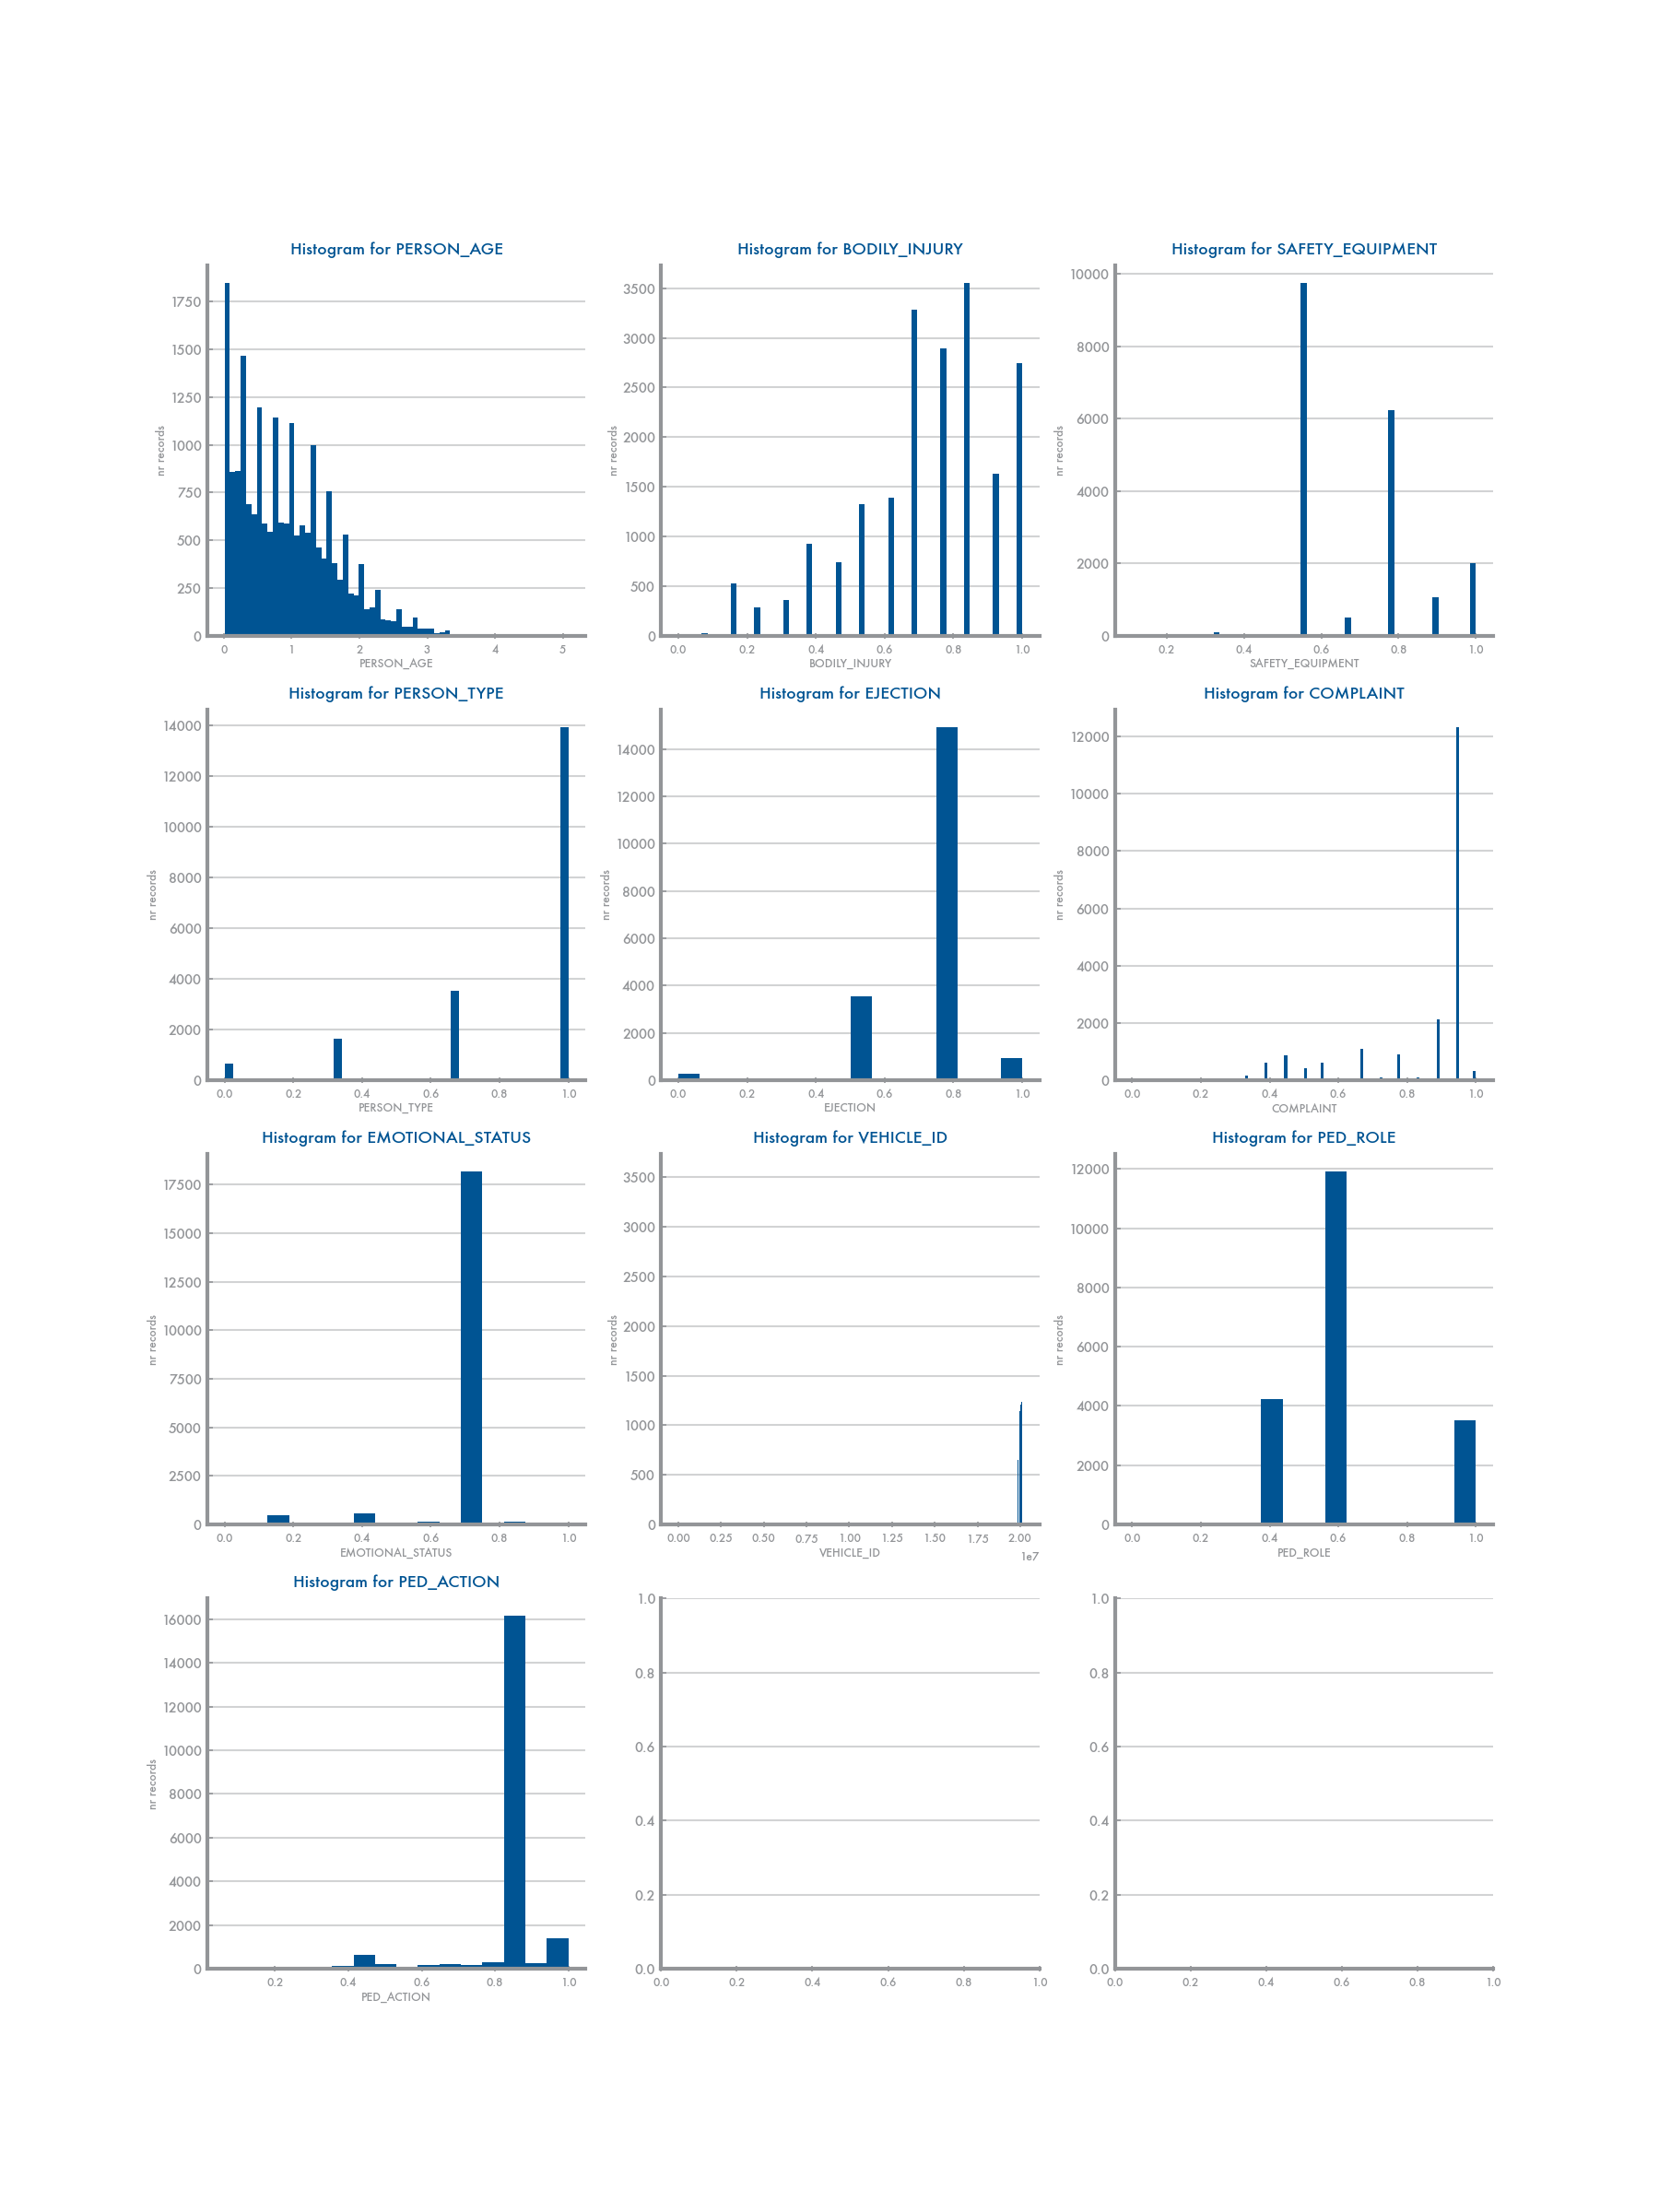 Histogram for PERSON_AGE
nr records
1750
1500
1250
1000
750
500
250
0
0 1 2 3 4 5
PERSON_AGE
Histogram for BODILY_INJURY
nr records
3500
3000
2500
2000
1500
1000
500
0
0.0 0.2 0.4 0.6 0.8 1.0
BODILY_INJURY
Histogram for SAFETY_EQUIPMENT
nr records
10000
8000
6000
4000
2000
0
0.2 0.4 0.6 0.8 1.0
SAFETY_EQUIPMENT
Histogram for PERSON_TYPE
nr records
14000
12000
10000
8000
6000
4000
2000
0
0.0 0.2 0.4 0.6 0.8 1.0
PERSON_TYPE
Histogram for EJECTION
nr records
14000
12000
10000
8000
6000
4000
2000
0
0.0 0.2 0.4 0.6 0.8 1.0
EJECTION
Histogram for COMPLAINT
nr records
12000
10000
8000
6000
4000
2000
0
0.0 0.2 0.4 0.6 0.8 1.0
COMPLAINT
Histogram for EMOTIONAL_STATUS
nr records
17500
15000
12500
10000
7500
5000
2500
0
0.0 0.2 0.4 0.6 0.8 1.0
EMOTIONAL_STATUS
Histogram for VEHICLE_ID
nr records
3500
3000
2500
2000
1500
1000
500
0
0.00 0.25 0.50 0.75 1.00 1.25 1.50 1.75 2.00
VEHICLE_ID
1e7
Histogram for PED_ROLE
nr records
12000
10000
8000
6000
4000
2000
0
0.0 0.2 0.4 0.6 0.8 1.0
PED_ROLE
Histogram for PED_ACTION
nr records
16000
14000
12000
10000
8000
6000
4000
2000
0
0.2 0.4 0.6 0.8 1.0
PED_ACTION
1.0
0.8
0.6
0.4
0.2
0.0
0.0 0.2 0.4 0.6 0.8 1.0
1.0
0.8
0.6
0.4
0.2
0.0
0.0 0.2 0.4 0.6 0.8 1.0